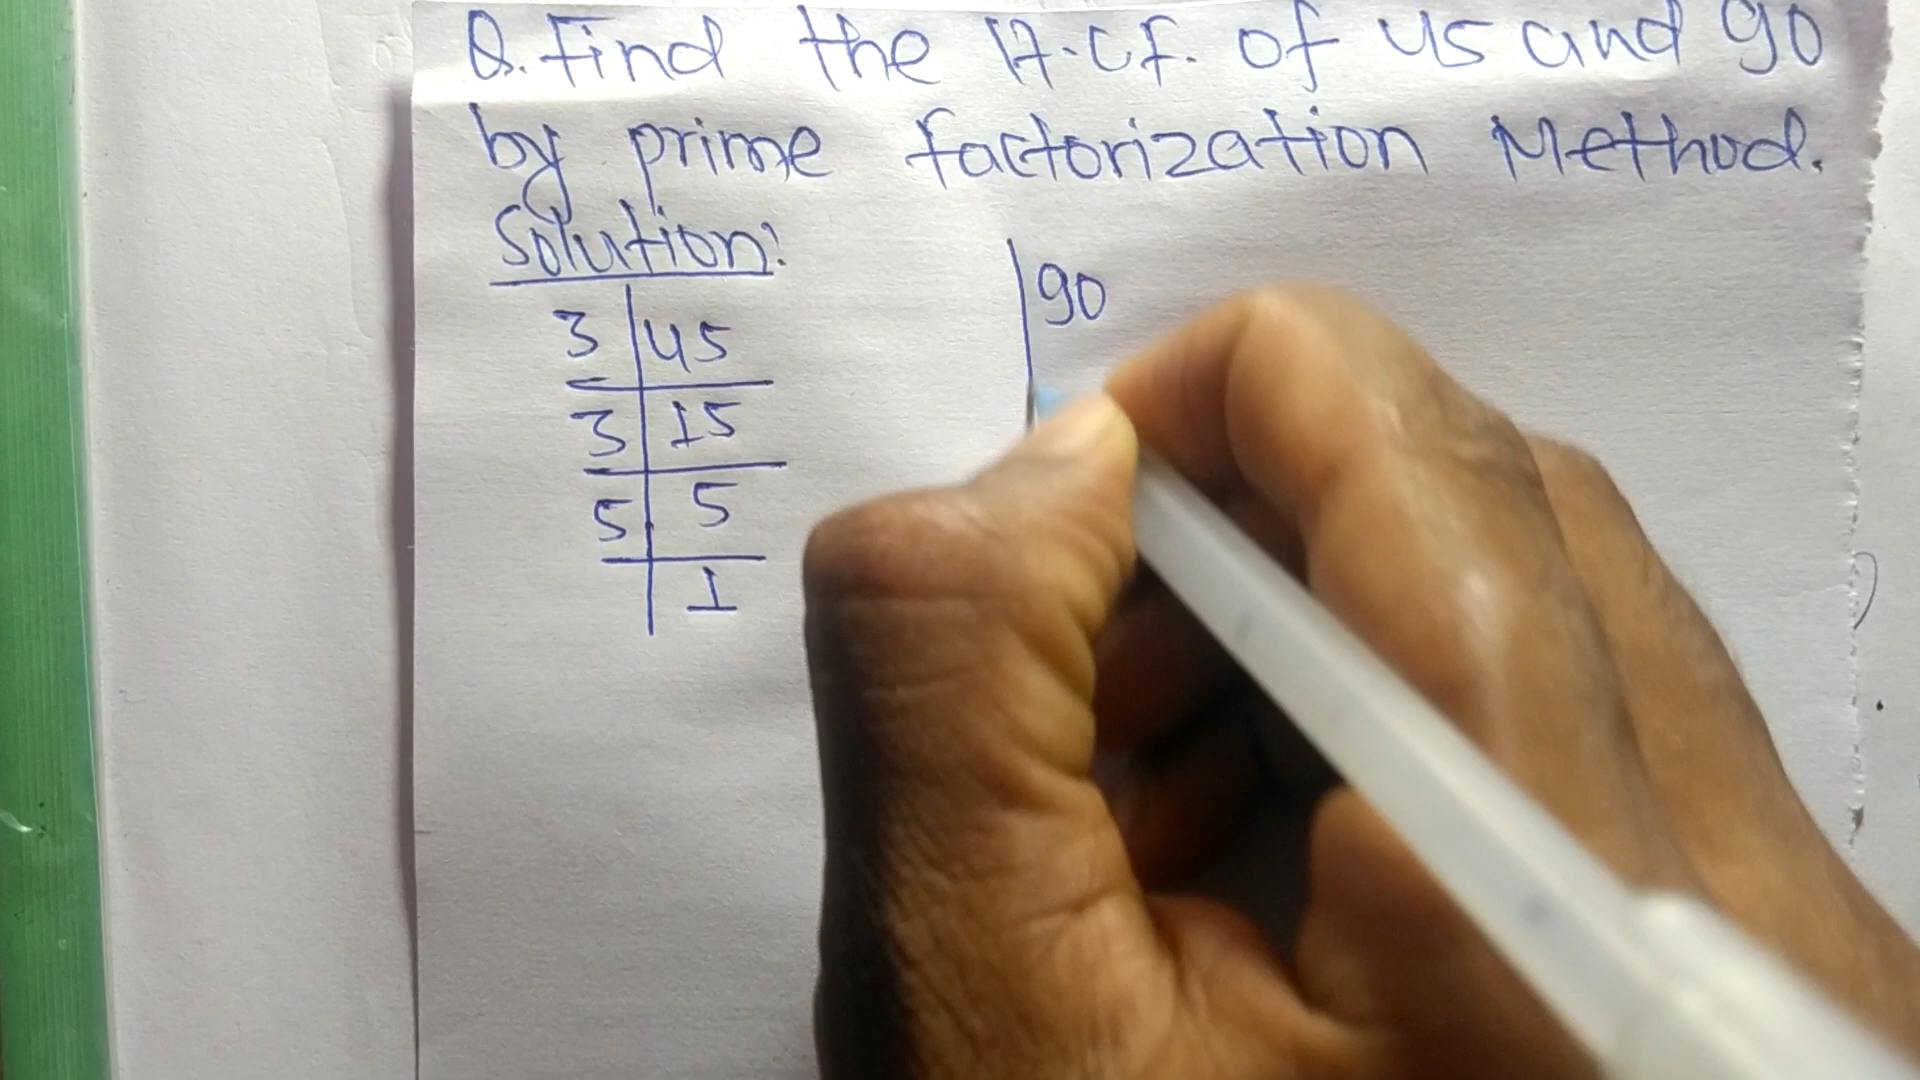 Q. Find the H.C.F. of 45 and 90
by prime factorization Method.
Solution:
3 45
3 15
5 5
1
90